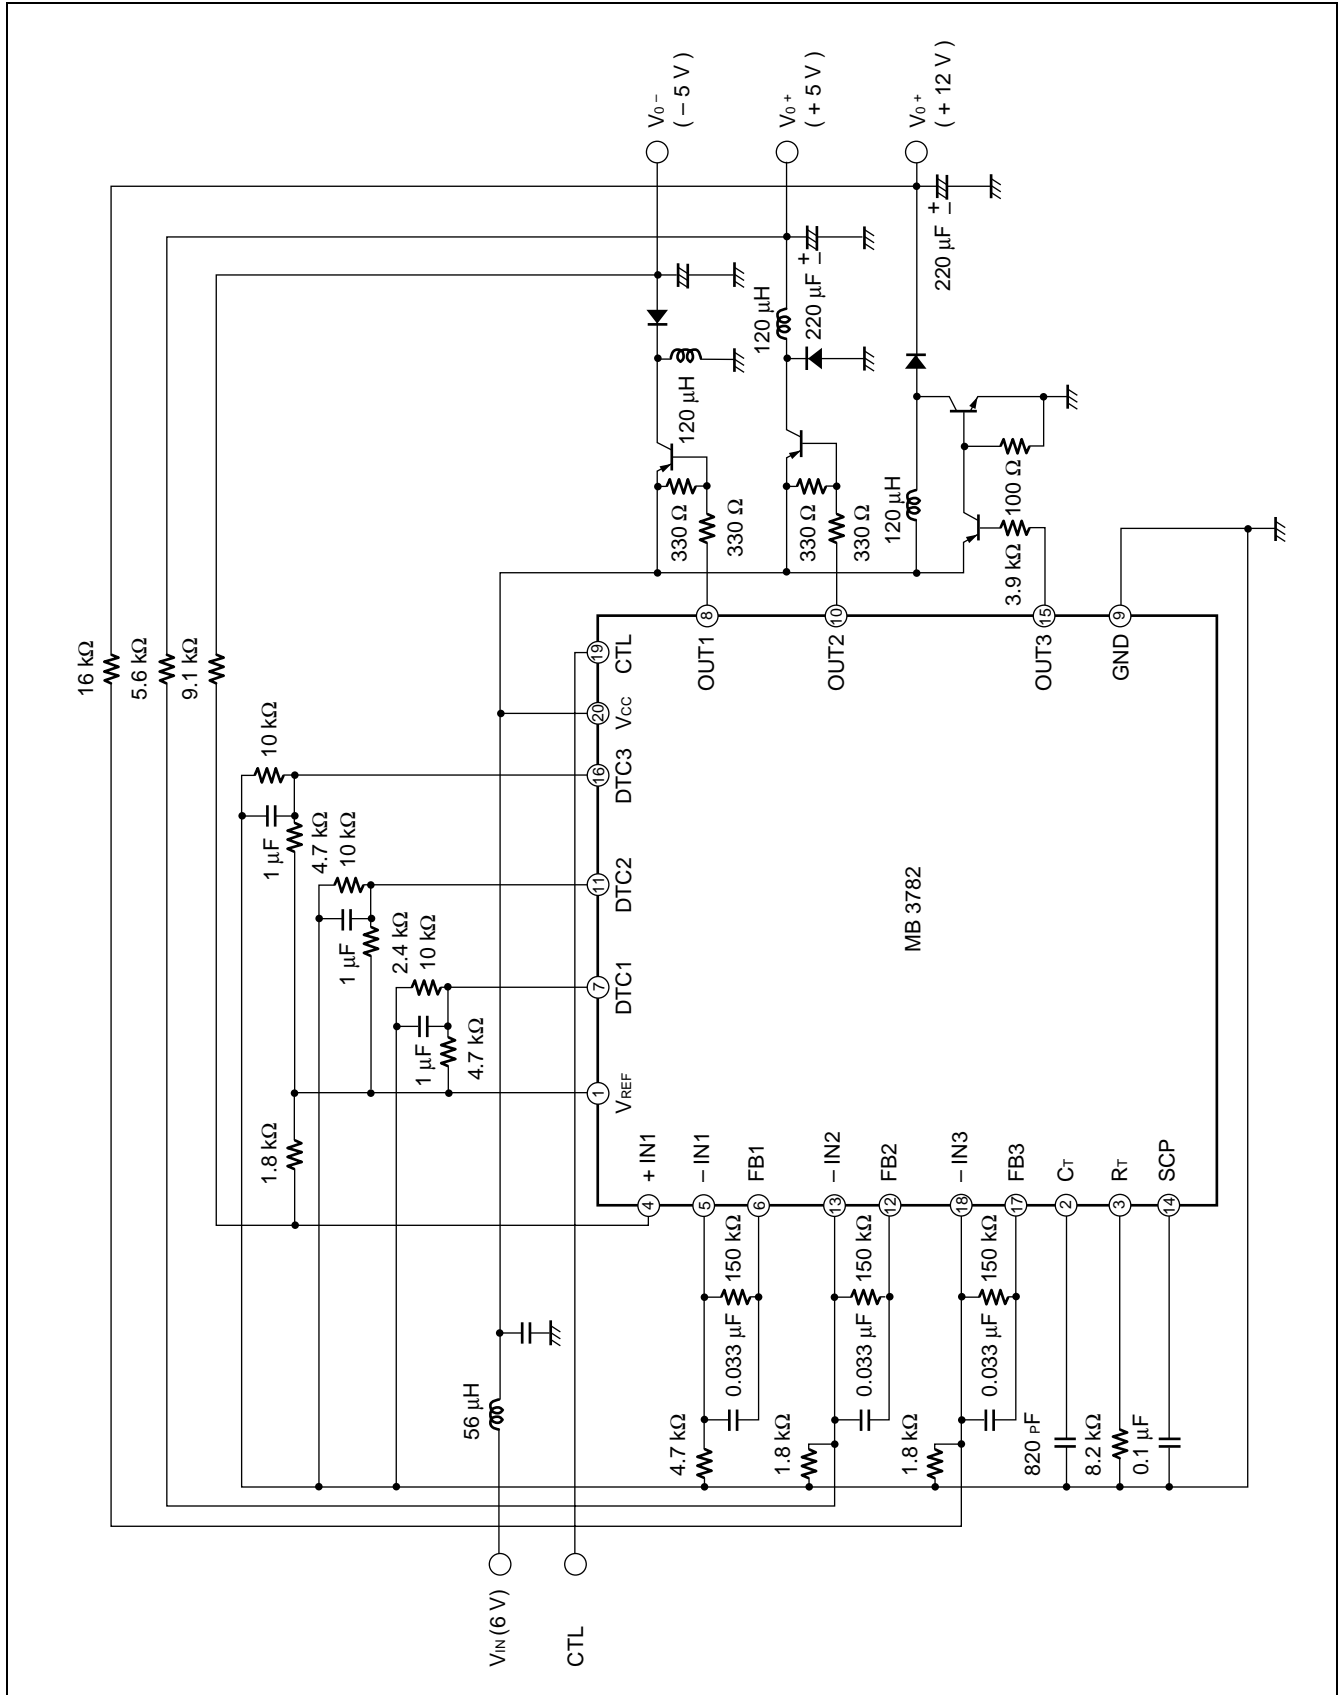 V0 −
( − 5 V )
V0 +
( + 5 V )
V0 +
( + 12 V )
220 µF
+
−
120 µH
220 µF
+
−
120 µH
120 µH
330 Ω
330 Ω
330 Ω
330 Ω
100 Ω
3.9 kΩ
16 kΩ
5.6 kΩ
9.1 kΩ
10 kΩ
1 µF
4.7 kΩ
10 kΩ
1 µF
2.4 kΩ
10 kΩ
1 µF
4.7 kΩ
1.8 kΩ
8
OUT1
10
OUT2
15
OUT3
9
GND
19
CTL
20
VCC
16
DTC3
11
DTC2
7
DTC1
1
VREF
MB 3782
4
+ IN1
5
− IN1
6
FB1
13
− IN2
12
FB2
18
− IN3
17
FB3
2
CT
3
RT
14
SCP
150 kΩ
0.033 µF
150 kΩ
0.033 µF
150 kΩ
0.033 µF
56 µH
4.7 kΩ
1.8 kΩ
1.8 kΩ
820 PF
8.2 kΩ
0.1 µF
VIN (6 V)
CTL